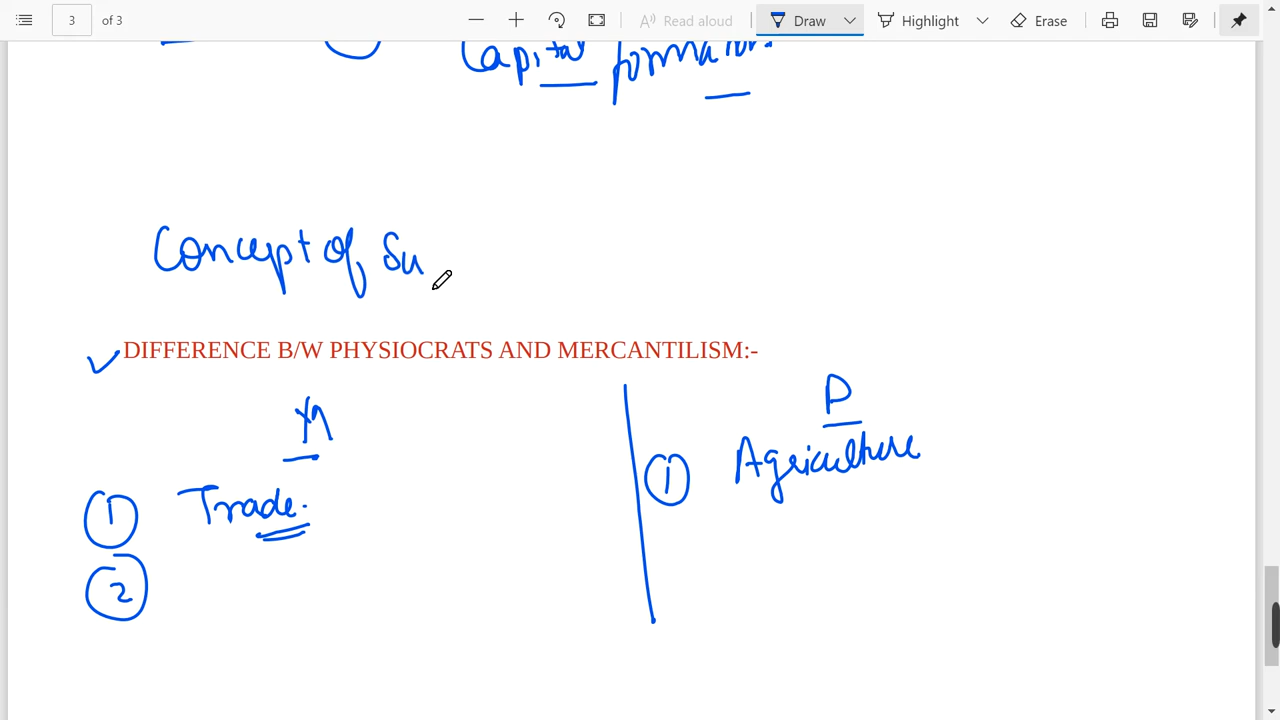 3 of 3 Read aloud Draw Highlight Erase
Capital formation.
Concept of Su
DIFFERENCE B/W PHYSIOCRATS AND MERCANTILISM:-
M P
① Trade. ① Agriculture
②